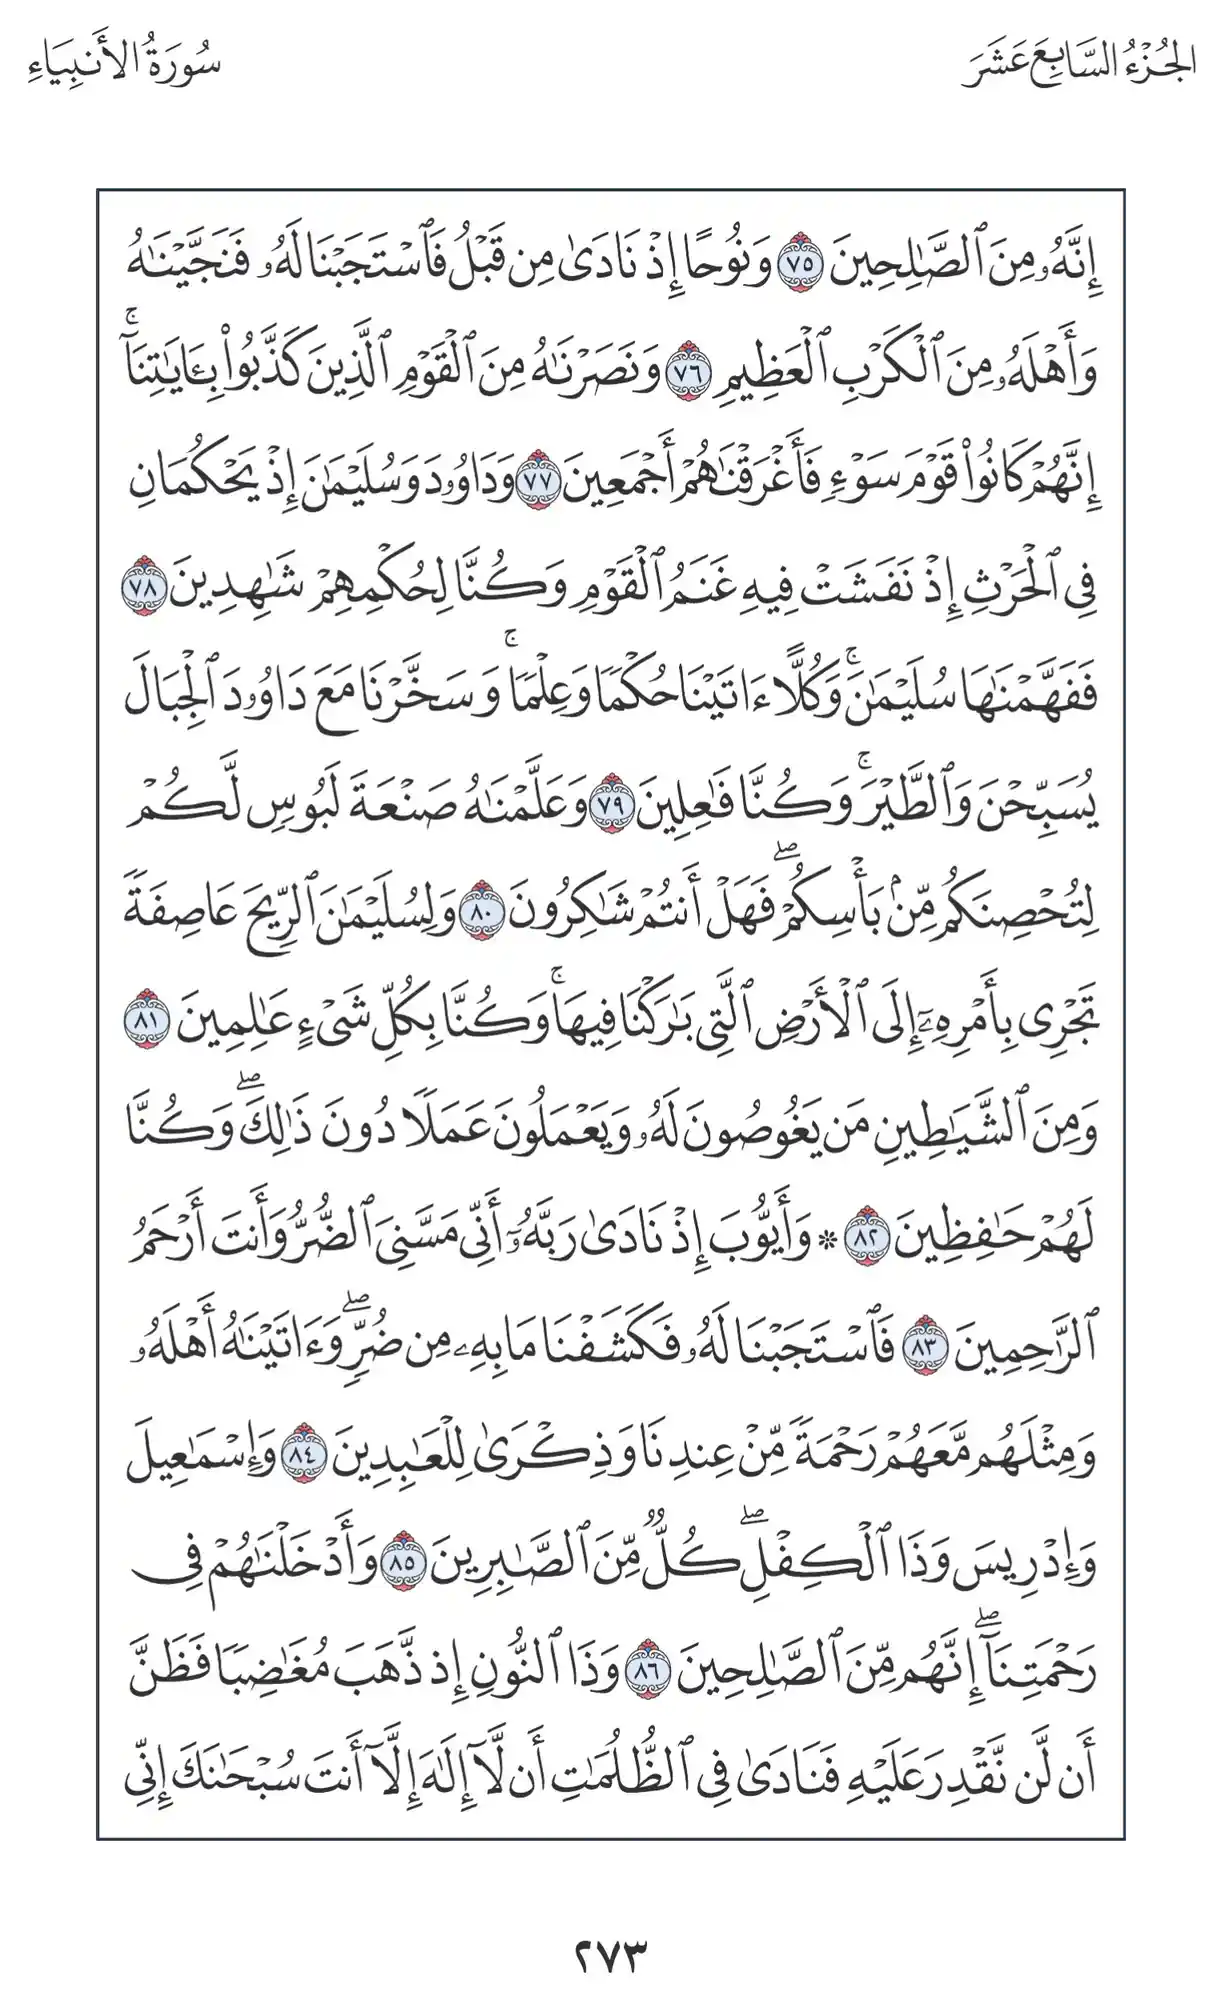 الجُزْءُ السَّابِعَ عَشَرَ
سُورَةُ الأَنبِيَاءِ
إِنَّهُۥ مِنَ ٱلصَّٰلِحِينَ ٧٥ وَنُوحًا إِذۡ نَادَىٰ مِن قَبۡلُ فَٱسۡتَجَبۡنَا لَهُۥ فَنَجَّيۡنَٰهُ
وَأَهۡلَهُۥ مِنَ ٱلۡكَرۡبِ ٱلۡعَظِيمِ ٧٦ وَنَصَرۡنَٰهُ مِنَ ٱلۡقَوۡمِ ٱلَّذِينَ كَذَّبُواْ بِـَٔايَٰتِنَآۚ
إِنَّهُمۡ كَانُواْ قَوۡمَ سَوۡءٖ فَأَغۡرَقۡنَٰهُمۡ أَجۡمَعِينَ ٧٧ وَدَاوُۥدَ وَسُلَيۡمَٰنَ إِذۡ يَحۡكُمَانِ
فِي ٱلۡحَرۡثِ إِذۡ نَفَشَتۡ فِيهِ غَنَمُ ٱلۡقَوۡمِ وَكُنَّا لِحُكۡمِهِمۡ شَٰهِدِينَ ٧٨
فَفَهَّمۡنَٰهَا سُلَيۡمَٰنَۚ وَكُلًّا ءَاتَيۡنَا حُكۡمٗا وَعِلۡمٗاۚ وَسَخَّرۡنَا مَعَ دَاوُۥدَ ٱلۡجِبَالَ
يُسَبِّحۡنَ وَٱلطَّيۡرَۚ وَكُنَّا فَٰعِلِينَ ٧٩ وَعَلَّمۡنَٰهُ صَنۡعَةَ لَبُوسٖ لَّكُمۡ
لِتُحۡصِنَكُم مِّنۢ بَأۡسِكُمۡۖ فَهَلۡ أَنتُمۡ شَٰكِرُونَ ٨٠ وَلِسُلَيۡمَٰنَ ٱلرِّيحَ عَاصِفَةٗ
تَجۡرِي بِأَمۡرِهِۦٓ إِلَى ٱلۡأَرۡضِ ٱلَّتِي بَٰرَكۡنَا فِيهَاۚ وَكُنَّا بِكُلِّ شَيۡءٍ عَٰلِمِينَ ٨١
وَمِنَ ٱلشَّيَٰطِينِ مَن يَغُوصُونَ لَهُۥ وَيَعۡمَلُونَ عَمَلٗا دُونَ ذَٰلِكَۖ وَكُنَّا
لَهُمۡ حَٰفِظِينَ ٨٢ ۞ وَأَيُّوبَ إِذۡ نَادَىٰ رَبَّهُۥٓ أَنِّي مَسَّنِيَ ٱلضُّرُّ وَأَنتَ أَرۡحَمُ
ٱلرَّٰحِمِينَ ٨٣ فَٱسۡتَجَبۡنَا لَهُۥ فَكَشَفۡنَا مَا بِهِۦ مِن ضُرّٖۖ وَءَاتَيۡنَٰهُ أَهۡلَهُۥ
وَمِثۡلَهُم مَّعَهُمۡ رَحۡمَةٗ مِّنۡ عِندِنَا وَذِكۡرَىٰ لِلۡعَٰبِدِينَ ٨٤ وَإِسۡمَٰعِيلَ
وَإِدۡرِيسَ وَذَا ٱلۡكِفۡلِۖ كُلّٞ مِّنَ ٱلصَّٰبِرِينَ ٨٥ وَأَدۡخَلۡنَٰهُمۡ فِي
رَحۡمَتِنَآۖ إِنَّهُم مِّنَ ٱلصَّٰلِحِينَ ٨٦ وَذَا ٱلنُّونِ إِذ ذَّهَبَ مُغَٰضِبٗا فَظَنَّ
أَن لَّن نَّقۡدِرَ عَلَيۡهِ فَنَادَىٰ فِي ٱلظُّلُمَٰتِ أَن لَّآ إِلَٰهَ إِلَّآ أَنتَ سُبۡحَٰنَكَ إِنِّي
٢٧٣